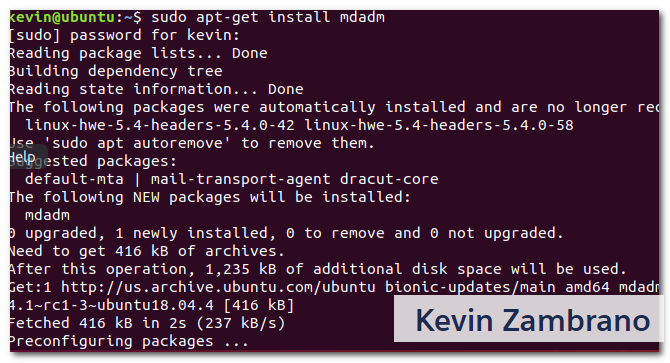 kevin@ubuntu:~$ sudo apt-get install mdadm
[sudo] password for kevin:
Reading package lists... Done
Building dependency tree
Reading state information... Done
The following packages were automatically installed and are no longer req
linux-hwe-5.4-headers-5.4.0-42 linux-hwe-5.4-headers-5.4.0-58
Use 'sudo apt autoremove' to remove them.
Help
Suggested packages:
default-mta | mail-transport-agent dracut-core
The following NEW packages will be installed:
mdadm
0 upgraded, 1 newly installed, 0 to remove and 0 not upgraded.
Need to get 416 kB of archives.
After this operation, 1,235 kB of additional disk space will be used.
Get:1 http://us.archive.ubuntu.com/ubuntu bionic-updates/main amd64 mdadm
4.1~rc1-3~ubuntu18.04.4 [416 kB]
Fetched 416 kB in 2s (237 kB/s)
Preconfiguring packages ...
Kevin Zambrano